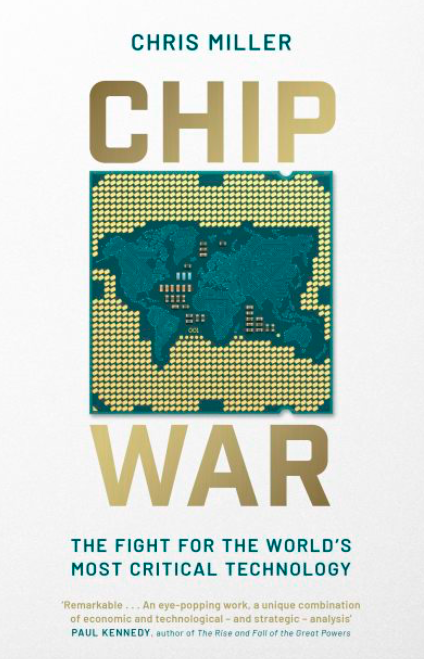 CHRIS MILLER
CHIP
001
WAR
THE FIGHT FOR THE WORLD'S
MOST CRITICAL TECHNOLOGY
'Remarkable . . . An eye-popping work, a unique combination
of economic and technological – and strategic – analysis'
PAUL KENNEDY, author of The Rise and Fall of the Great Powers